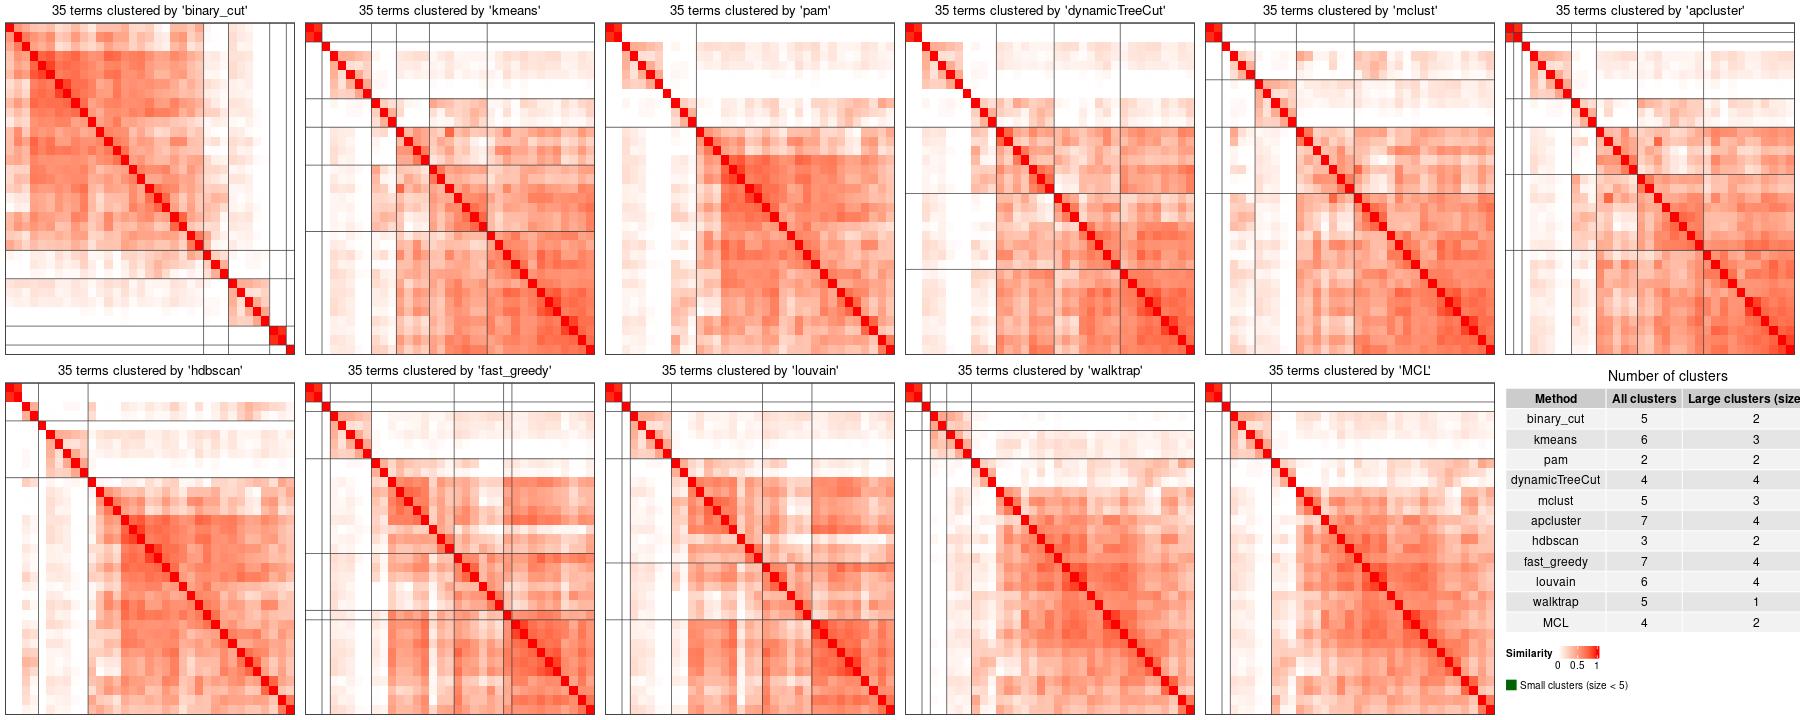 35 terms clustered by 'binary_cut'
35 terms clustered by 'kmeans'
35 terms clustered by 'pam'
35 terms clustered by 'dynamicTreeCut'
35 terms clustered by 'mclust'
35 terms clustered by 'apcluster'
35 terms clustered by 'hdbscan'
35 terms clustered by 'fast_greedy'
35 terms clustered by 'louvain'
35 terms clustered by 'walktrap'
35 terms clustered by 'MCL'
Number of clusters
Method All clusters Large clusters (size
binary_cut 5 2
kmeans 6 3
pam 2 2
dynamicTreeCut 4 4
mclust 5 3
apcluster 7 4
hdbscan 3 2
fast_greedy 7 4
louvain 6 4
walktrap 5 1
MCL 4 2
Similarity
0 0.5 1
Small clusters (size < 5)